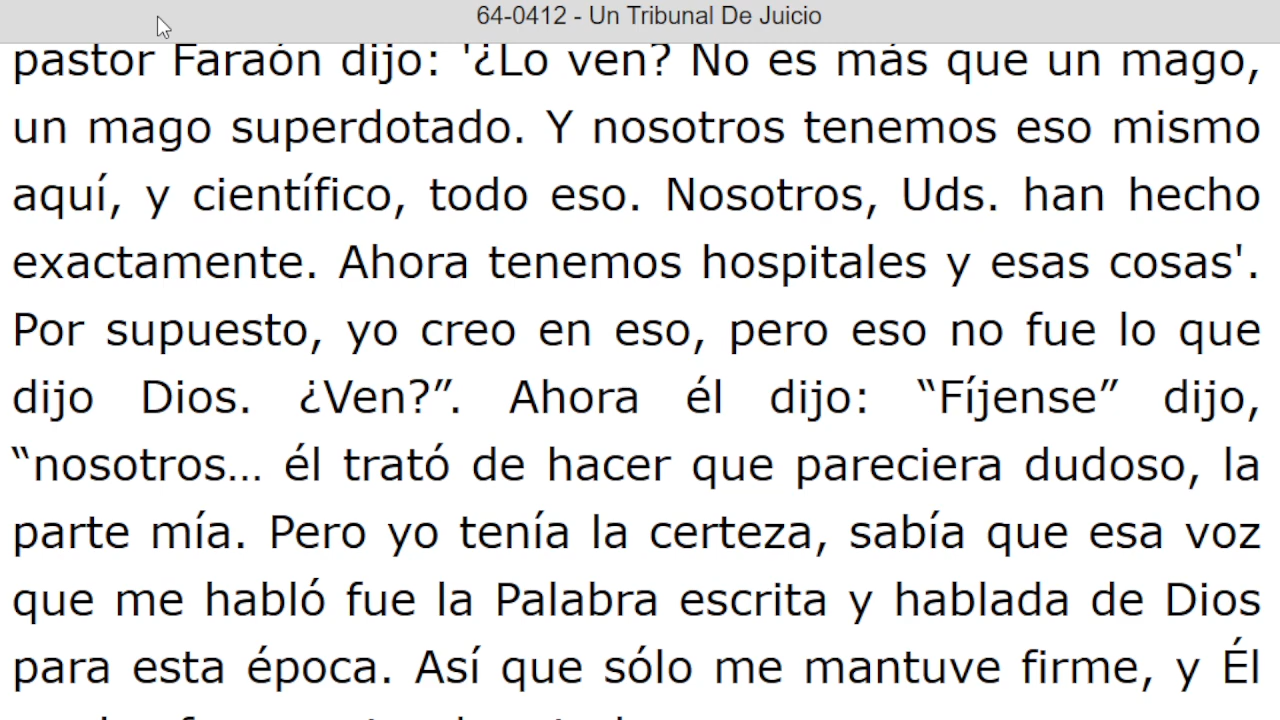 64-0412 - Un Tribunal De Juicio
pastor Faraón dijo: '¿Lo ven? No es más que un mago,
un mago superdotado. Y nosotros tenemos eso mismo
aquí, y científico, todo eso. Nosotros, Uds. han hecho
exactamente. Ahora tenemos hospitales y esas cosas'.
Por supuesto, yo creo en eso, pero eso no fue lo que
dijo Dios. ¿Ven?”. Ahora él dijo: “Fíjense” dijo,
“nosotros... él trató de hacer que pareciera dudoso, la
parte mía. Pero yo tenía la certeza, sabía que esa voz
que me habló fue la Palabra escrita y hablada de Dios
para esta época. Así que sólo me mantuve firme, y Él